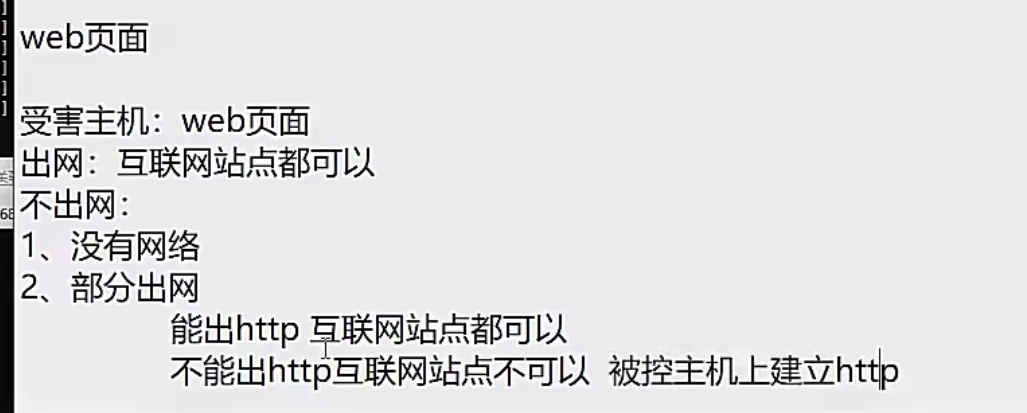 web页面
受害主机：web页面
出网：互联网站点都可以
不出网：
1、没有网络
2、部分出网
能出http 互联网站点都可以
不能出http互联网站点不可以 被控主机上建立http